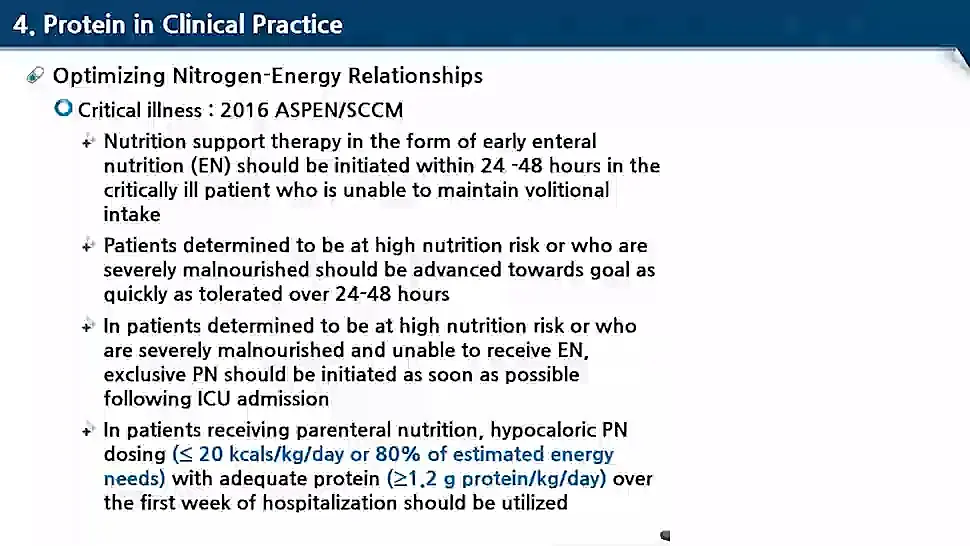 4. Protein in Clinical Practice
Optimizing Nitrogen-Energy Relationships
Critical illness : 2016 ASPEN/SCCM
Nutrition support therapy in the form of early enteral
nutrition (EN) should be initiated within 24 -48 hours in the
critically ill patient who is unable to maintain volitional
intake
Patients determined to be at high nutrition risk or who are
severely malnourished should be advanced towards goal as
quickly as tolerated over 24-48 hours
In patients determined to be at high nutrition risk or who
are severely malnourished and unable to receive EN,
exclusive PN should be initiated as soon as possible
following ICU admission
In patients receiving parenteral nutrition, hypocaloric PN
dosing (≤ 20 kcals/kg/day or 80% of estimated energy
needs) with adequate protein (≥1.2 g protein/kg/day) over
the first week of hospitalization should be utilized